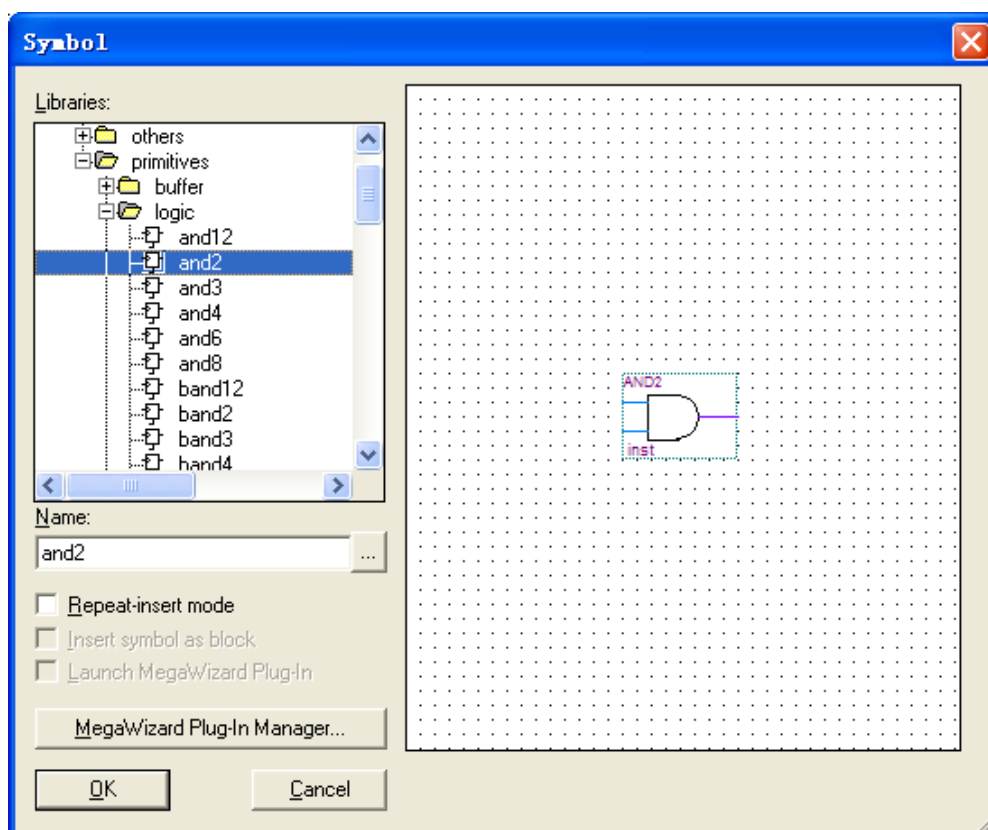 Symbol
Libraries:
others
primitives
buffer
logic
and12
and2
and3
and4
and6
and8
band12
band2
band3
band4
Name:
and2
...
Repeat-insert mode
Insert symbol as block
Launch MegaWizard Plug-In
MegaWizard Plug-In Manager...
OK
Cancel
AND2
inst